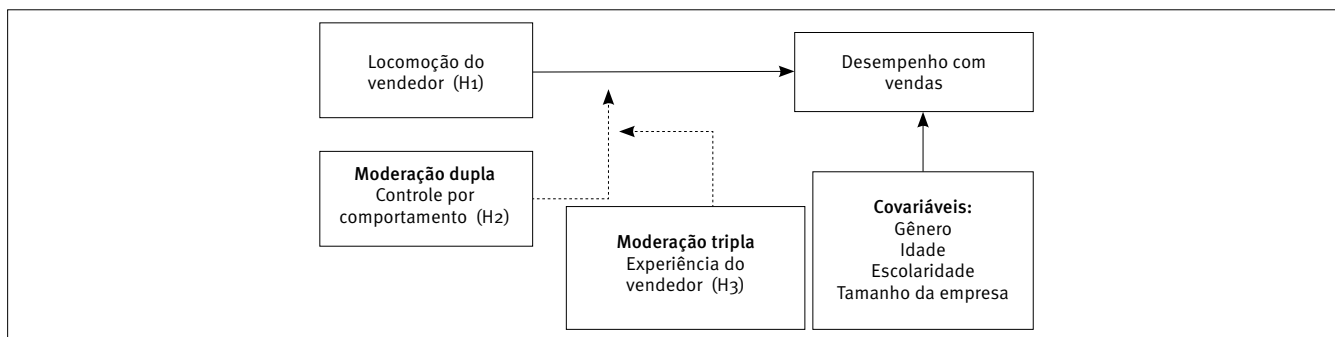 Locomoção do
vendedor (H1)
Desempenho com
vendas
Moderação dupla
Controle por
comportamento (H2)
Moderação tripla
Experiência do
vendedor (H3)
Covariáveis:
Gênero
Idade
Escolaridade
Tamanho da empresa